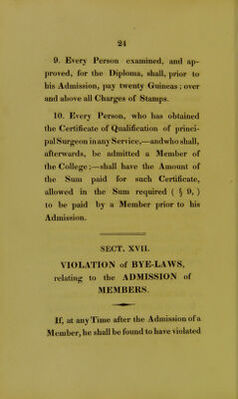 24
9. Every Person examined, and ap-
proved, for the Diploma, shall, prior to
his Admission, pay twenty Guineas; over
and above all Charges of Stamps.
10. Every Person, who has obtained
the Certificate of Qualification of princi-
pal Surgeon in any Service,—andwho shall,
afterwards, be admitted a Member of
the College;—shall have the Amount of
the Sum paid for such Certificate,
allowed in the Sum required ( § 9, )
to be paid by a Member prior to his
Admission.
SECT. XVII.
VIOLATION of BYE-LAWS,
relating to the ADMISSION of
MEMBERS.
If, at any Time after the Admission of a
Member, he shall be found to have violated